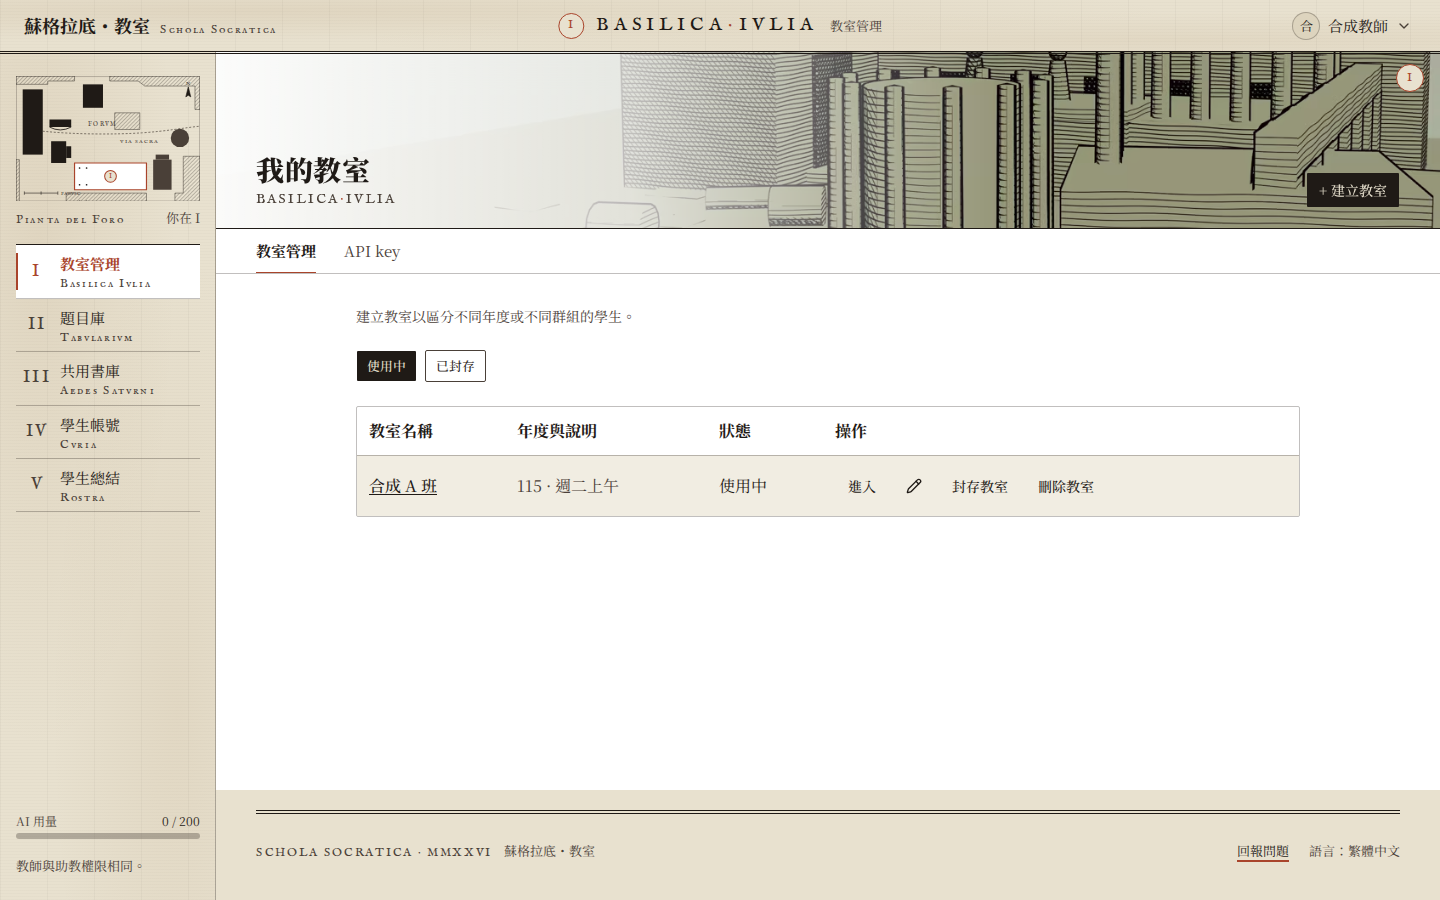 蘇格拉底・教室 SCHOLA SOCRATICA
I BASILICA·IVLIA 教室管理
合 合成教師
FORVM
VIA SACRA
I
PIANTA DEL FORO 你在 I
I 教室管理
BASILICA IVLIA
II 題目庫
TABVLARIVM
III 共用書庫
AEDES SATVRNI
IV 學生帳號
CVRIA
V 學生總結
ROSTRA
AI 用量 0 / 200
教師與助教權限相同。
I
我的教室
BASILICA·IVLIA
+ 建立教室
教室管理 API key
建立教室以區分不同年度或不同群組的學生。
使用中 已封存
教室名稱 年度與說明 狀態 操作
合成 A 班 115 · 週二上午 使用中 進入 封存教室 刪除教室
SCHOLA SOCRATICA · MMXXVI 蘇格拉底・教室
回報問題 語言：繁體中文